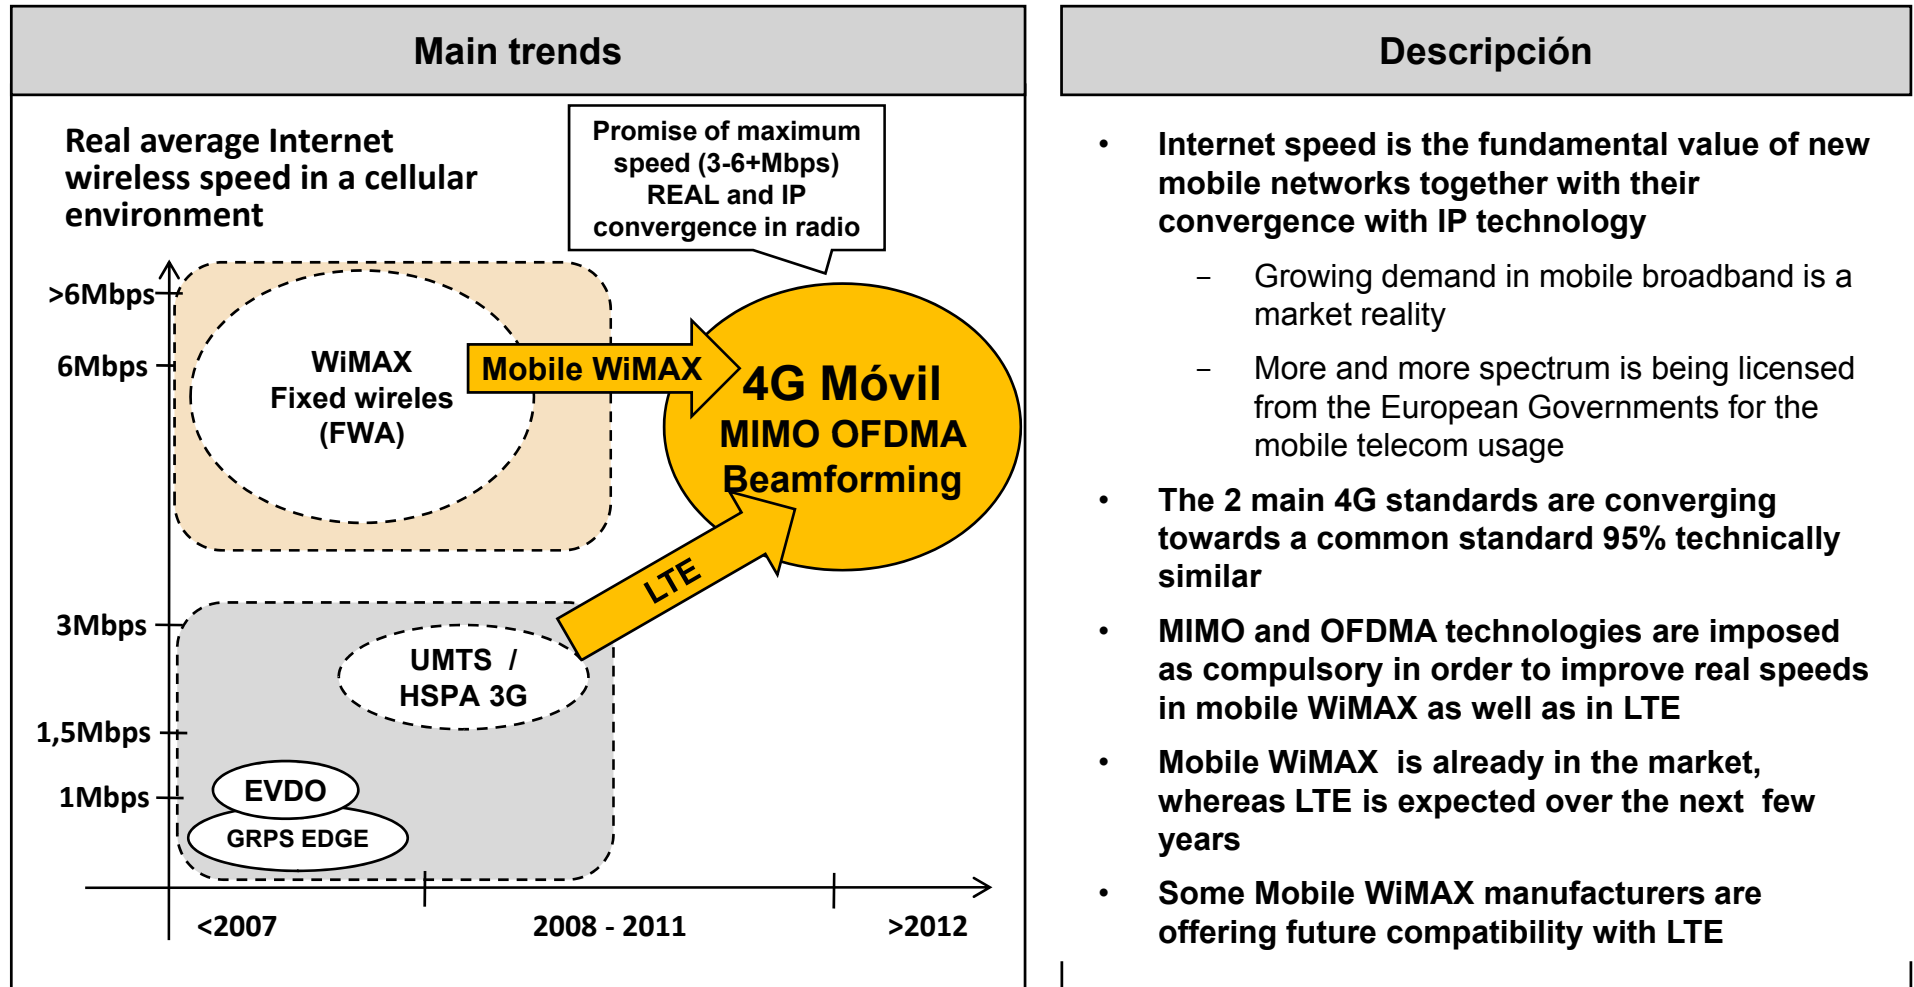 Main trends
Real average Internet
wireless speed in a cellular
environment
Promise of maximum
speed (3-6+Mbps)
REAL and IP
convergence in radio
>6Mbps
6Mbps
3Mbps
1,5Mbps
1Mbps
WiMAX
Fixed wireles
(FWA)
Mobile WiMAX
4G Móvil
MIMO OFDMA
Beamforming
LTE
UMTS /
HSPA 3G
EVDO
GRPS EDGE
<2007
2008 - 2011
>2012
Descripción
• Internet speed is the fundamental value of new
mobile networks together with their
convergence with IP technology
– Growing demand in mobile broadband is a
market reality
– More and more spectrum is being licensed
from the European Governments for the
mobile telecom usage
• The 2 main 4G standards are converging
towards a common standard 95% technically
similar
• MIMO and OFDMA technologies are imposed
as compulsory in order to improve real speeds
in mobile WiMAX as well as in LTE
• Mobile WiMAX is already in the market,
whereas LTE is expected over the next few
years
• Some Mobile WiMAX manufacturers are
offering future compatibility with LTE